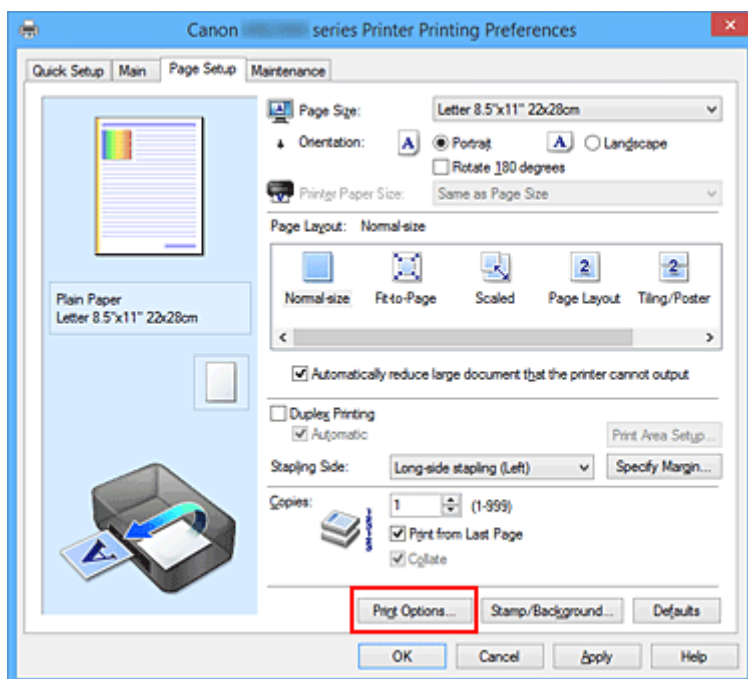 Canon series Printer Printing Preferences
Quick Setup Main Page Setup Maintenance
Page Size: Letter 8.5"x11" 22x28cm
Orientation: A Portrait A Landscape
Rotate 180 degrees
Printer Paper Size: Same as Page Size
Page Layout: Normal-size
2 2
Normal-size Fit-to-Page Scaled Page Layout Tiling/Poster
Plain Paper
Letter 8.5"x11" 22x28cm
Automatically reduce large document that the printer cannot output
Duplex Printing
Automatic Print Area Setup...
Stapling Side: Long-side stapling (Left) Specify Margin...
Copies: 1 (1-999)
Print from Last Page
Collate
A
Print Options... Stamp/Background... Defaults
OK Cancel Apply Help